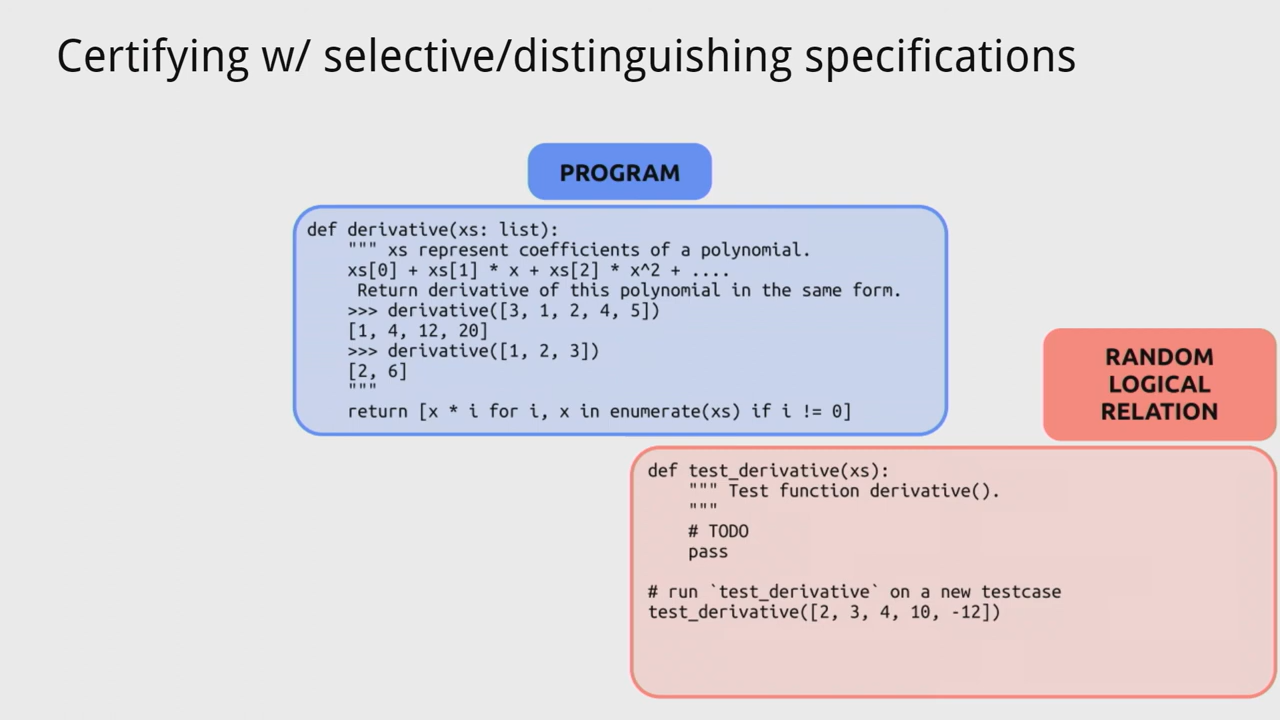 Certifying w/ selective/distinguishing specifications
PROGRAM
def derivative(xs: list):
    """ xs represent coefficients of a polynomial.
    xs[0] + xs[1] * x + xs[2] * x^2 + ....
     Return derivative of this polynomial in the same form.
    >>> derivative([3, 1, 2, 4, 5])
    [1, 4, 12, 20]
    >>> derivative([1, 2, 3])
    [2, 6]
    """
    return [x * i for i, x in enumerate(xs) if i != 0]
RANDOM
LOGICAL
RELATION
def test_derivative(xs):
    """ Test function derivative().
    """
    # TODO
    pass
# run `test_derivative` on a new testcase
test_derivative([2, 3, 4, 10, -12])